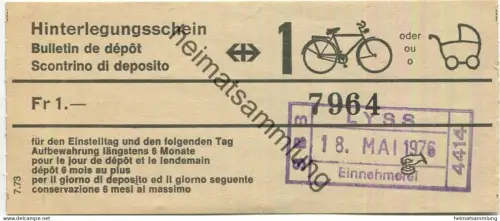 Hinterlegungsschein
Bulletin de dépôt
Scontrino di deposito
1
oder
ou
o
Fr 1.—
7964
für den Einstelltag und den folgenden Tag
Aufbewahrung längstens 6 Monate
pour le jour de dépôt et le lendemain
dépôt 6 mois au plus
per il giorno di deposito ed il giorno seguente
conservazione 6 mesi al massimo
7.73
LYSS
SBB
18. MAI 1976
Einnehmerei
4414
heimatsammlung